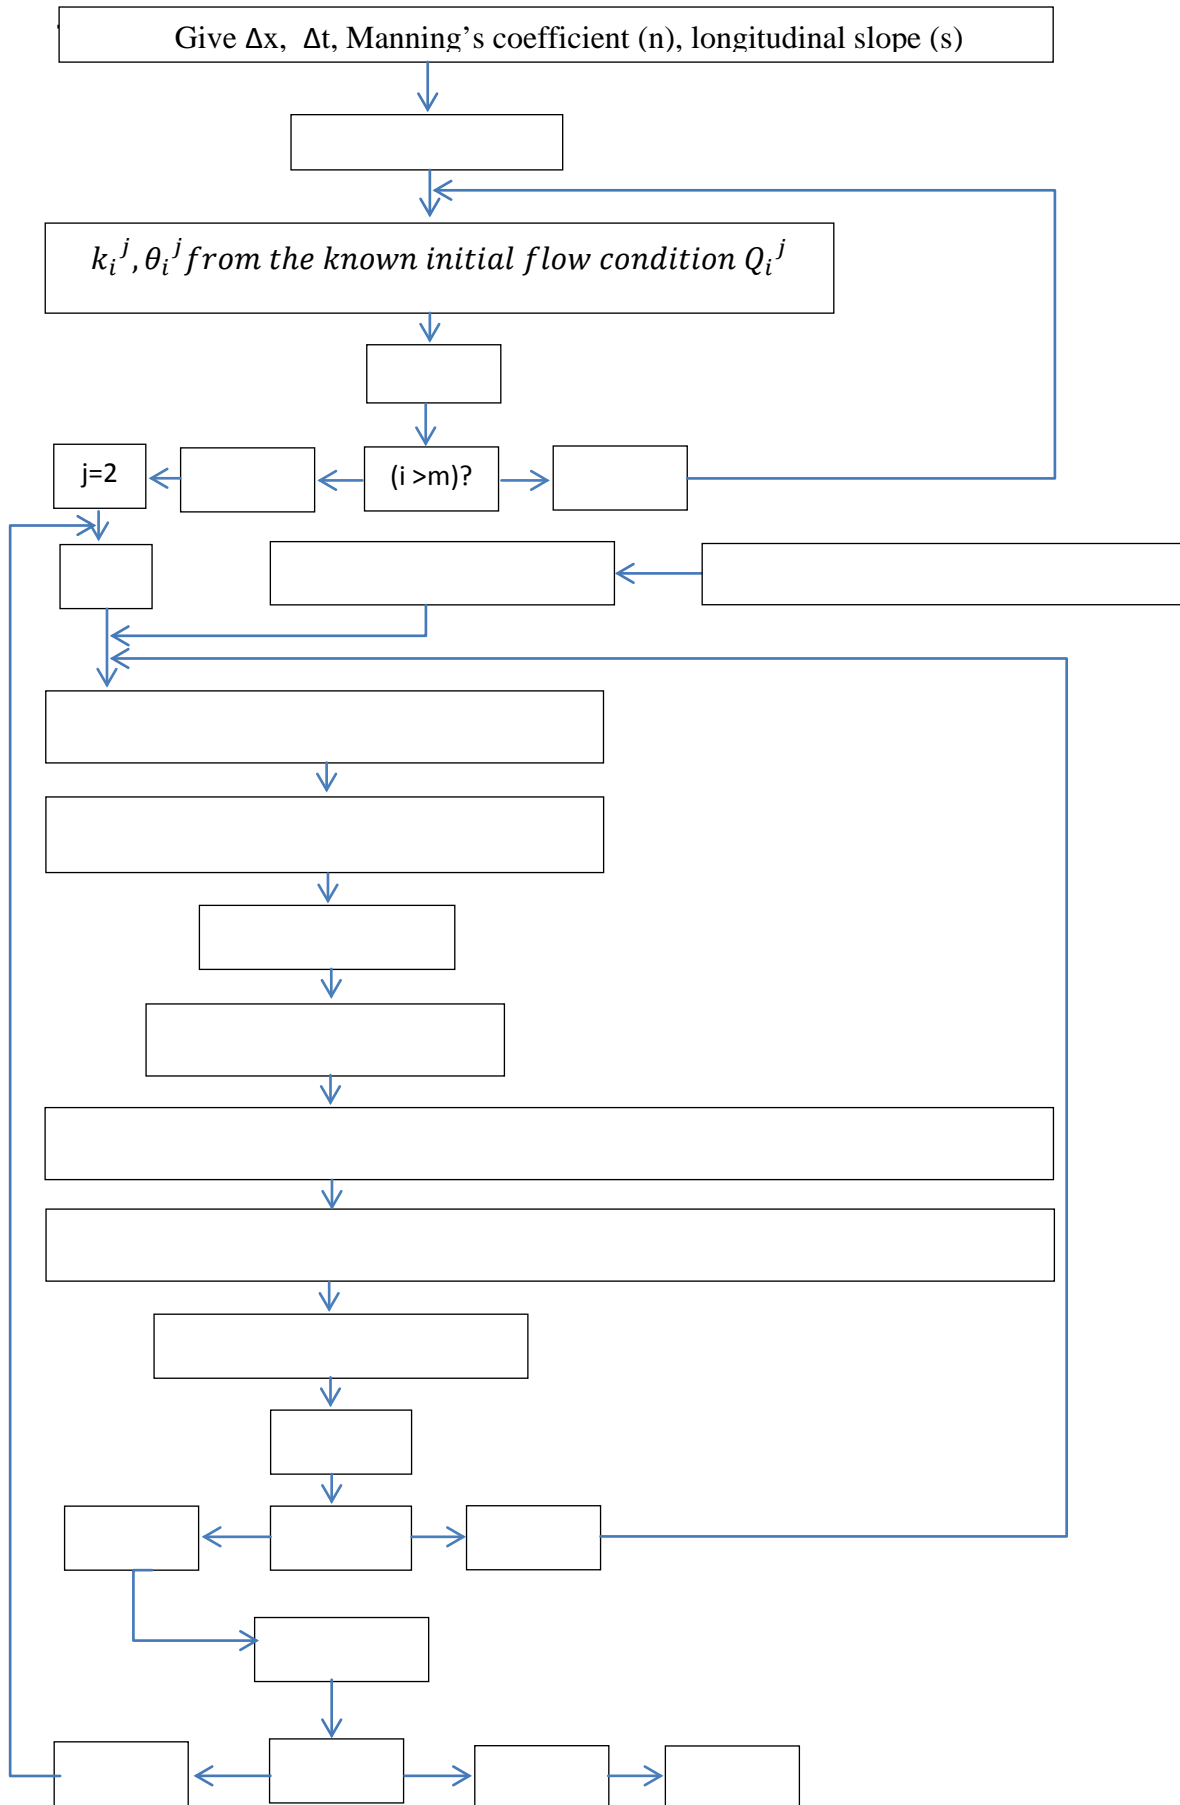 Give Δx, Δt, Manning’s coefficient (n), longitudinal slope (s)
k_i^j, θ_i^j from the known initial flow condition Q_i^j
j=2
(i >m)?